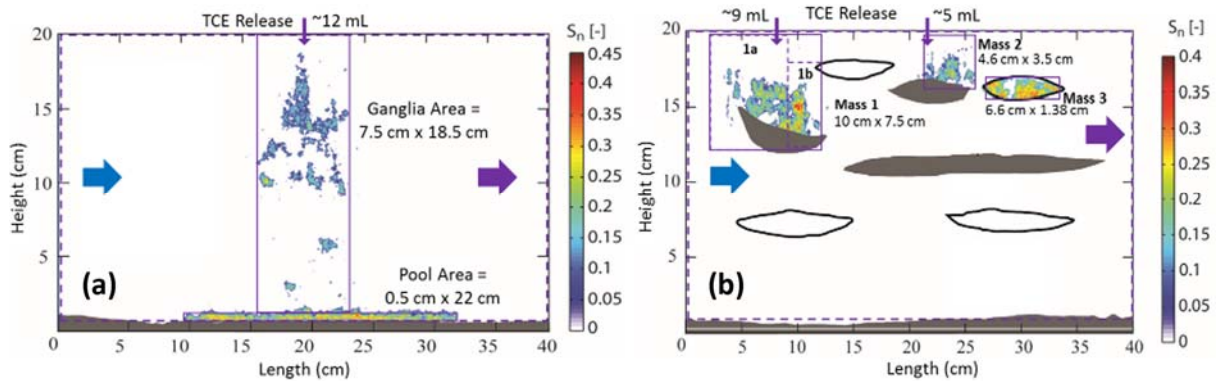 TCE Release ~12 mL
20
15
10
5
Height (cm)
Ganglia Area =
7.5 cm x 18.5 cm
Pool Area =
0.5 cm x 22 cm
(a)
0 5 10 15 20 25 30 35 40
Length (cm)
Sn [-]
0.45
0.4
0.35
0.3
0.25
0.2
0.15
0.1
0.05
0
~9 mL TCE Release ~5 mL
20
15
10
5
Height (cm)
1a
1b
Mass 2
4.6 cm x 3.5 cm
Mass 1
10 cm x 7.5 cm
Mass 3
6.6 cm x 1.38 cm
(b)
0 5 10 15 20 25 30 35 40
Length (cm)
Sn [-]
0.4
0.35
0.3
0.25
0.2
0.15
0.1
0.05
0